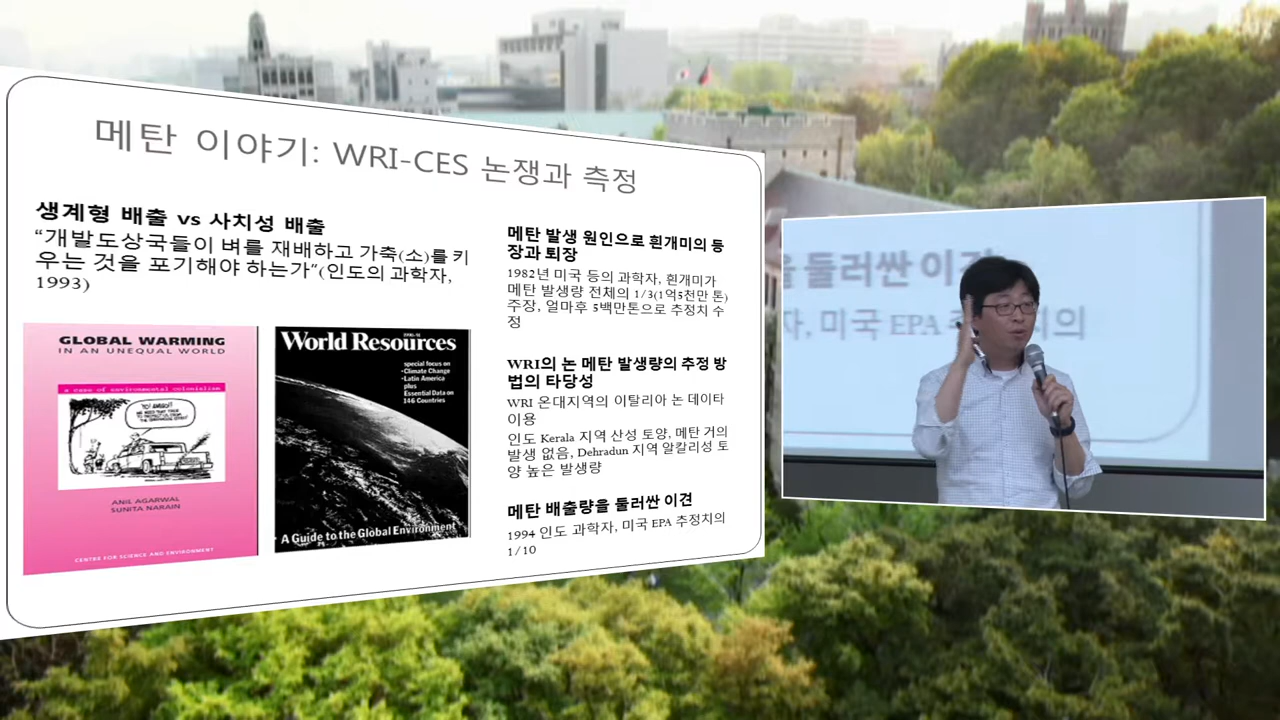 메탄 이야기: WRI-CES 논쟁과 측정
생계형 배출 vs 사치성 배출
“개발도상국들이 벼를 재배하고 가축(소)를 키
우는 것을 포기해야 하는가“(인도의 과학자,
1993)
GLOBAL WARMING
IN AN UNEQUAL WORLD
a case of environmental colonialism
ANIL AGARWAL
SUNITA NARAIN
CENTRE FOR SCIENCE AND ENVIRONMENT
1990-91
World Resources
special focus on
•Climate Change
•Latin America
plus
Essential Data on
146 Countries
A Guide to the Global Environment
메탄 발생 원인으로 흰개미의 등
장과 퇴장
1982년 미국 등의 과학자, 흰개미가
메탄 발생량 전체의 1/3(1억5천만 톤)
주장, 얼마후 5백만톤으로 추정치 수
정
WRI의 논 메탄 발생량의 추정 방
법의 타당성
WRI 온대지역의 이탈리아 논 데이타
이용
인도 Kerala 지역 산성 토양, 메탄 거의
발생 없음, Dehradun 지역 알칼리성 토
양 높은 발생량
메탄 배출량을 둘러싼 이견
1994 인도 과학자, 미국 EPA 추정치의
1/10
을 둘러싼 이견
자, 미국 EPA 추정치의